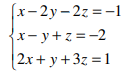 x − 2y − 2z = −1
x − y + z = −2
2x + y + 3z = 1